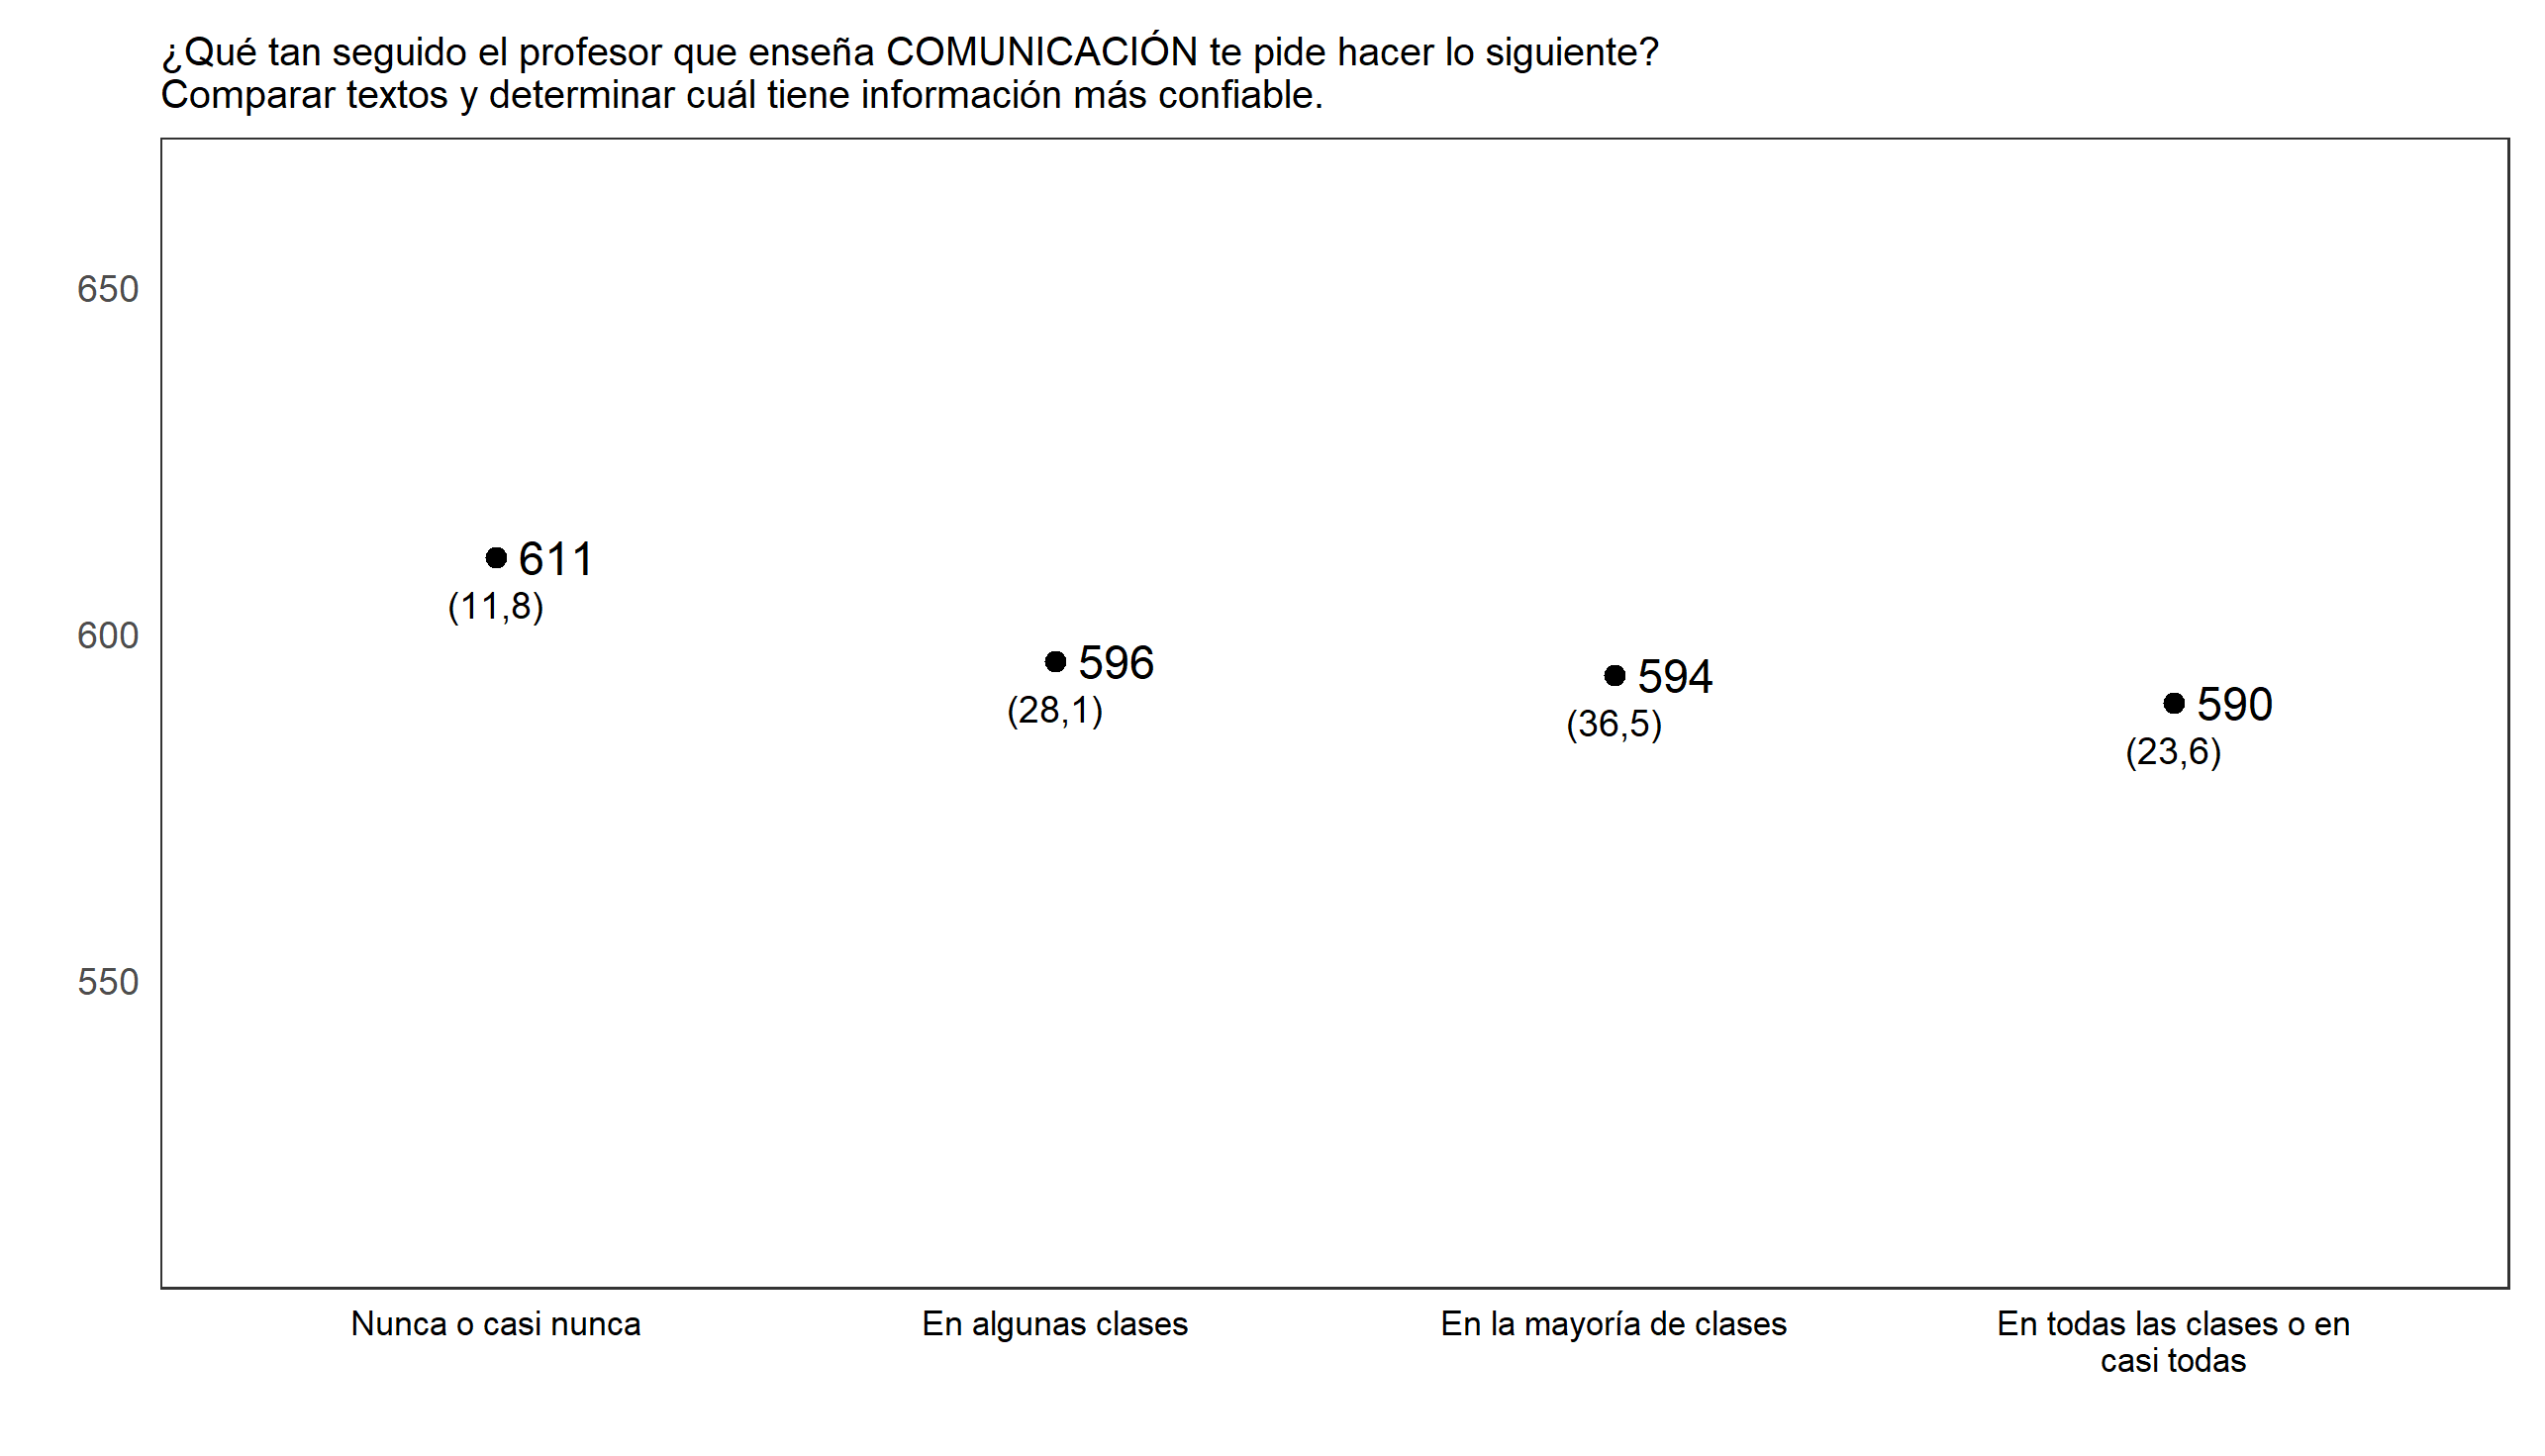 ¿Qué tan seguido el profesor que enseña COMUNICACIÓN te pide hacer lo siguiente?
Comparar textos y determinar cuál tiene información más confiable.
650
600
550
611
(11,8)
596
(28,1)
594
(36,5)
590
(23,6)
Nunca o casi nunca
En algunas clases
En la mayoría de clases
En todas las clases o en
casi todas